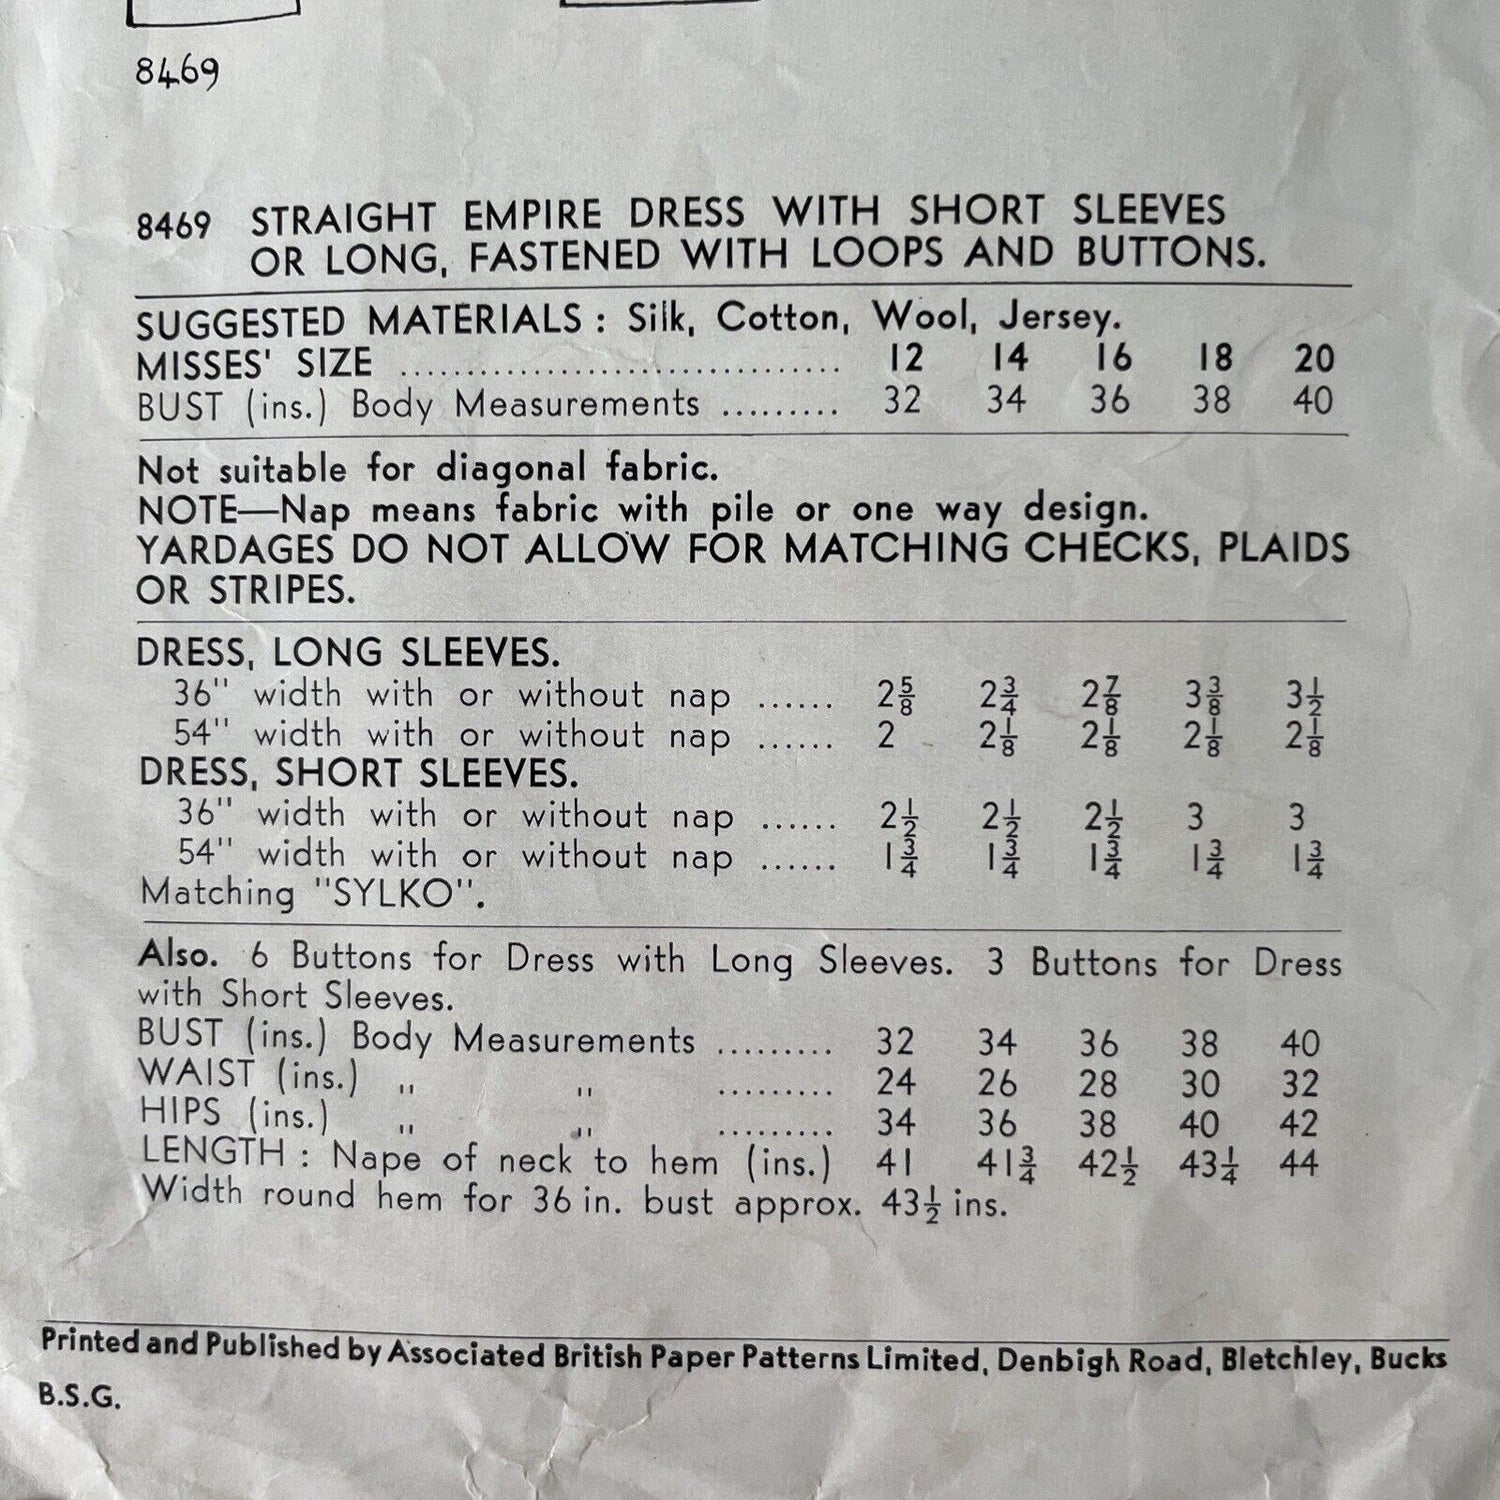 8469
8469 STRAIGHT EMPIRE DRESS WITH SHORT SLEEVES
OR LONG, FASTENED WITH LOOPS AND BUTTONS.
SUGGESTED MATERIALS : Silk, Cotton, Wool, Jersey.
MISSES' SIZE ................................. 12 14 16 18 20
BUST (ins.) Body Measurements ......... 32 34 36 38 40
Not suitable for diagonal fabric.
NOTE—Nap means fabric with pile or one way design.
YARDAGES DO NOT ALLOW FOR MATCHING CHECKS, PLAIDS
OR STRIPES.
DRESS, LONG SLEEVES.
36" width with or without nap ...... 2⅝ 2¾ 2⅞ 3⅜ 3½
54" width with or without nap ...... 2 2⅛ 2⅛ 2⅛ 2⅛
DRESS, SHORT SLEEVES.
36" width with or without nap ...... 2½ 2½ 2½ 3 3
54" width with or without nap ...... 1¾ 1¾ 1¾ 1¾ 1¾
Matching "SYLKO".
Also. 6 Buttons for Dress with Long Sleeves. 3 Buttons for Dress
with Short Sleeves.
BUST (ins.) Body Measurements ......... 32 34 36 38 40
WAIST (ins.) " " ......... 24 26 28 30 32
HIPS (ins.) " " ......... 34 36 38 40 42
LENGTH : Nape of neck to hem (ins.) 41 41¾ 42½ 43¼ 44
Width round hem for 36 in. bust approx. 43½ ins.
Printed and Published by Associated British Paper Patterns Limited, Denbigh Road, Bletchley, Bucks
B.S.G.